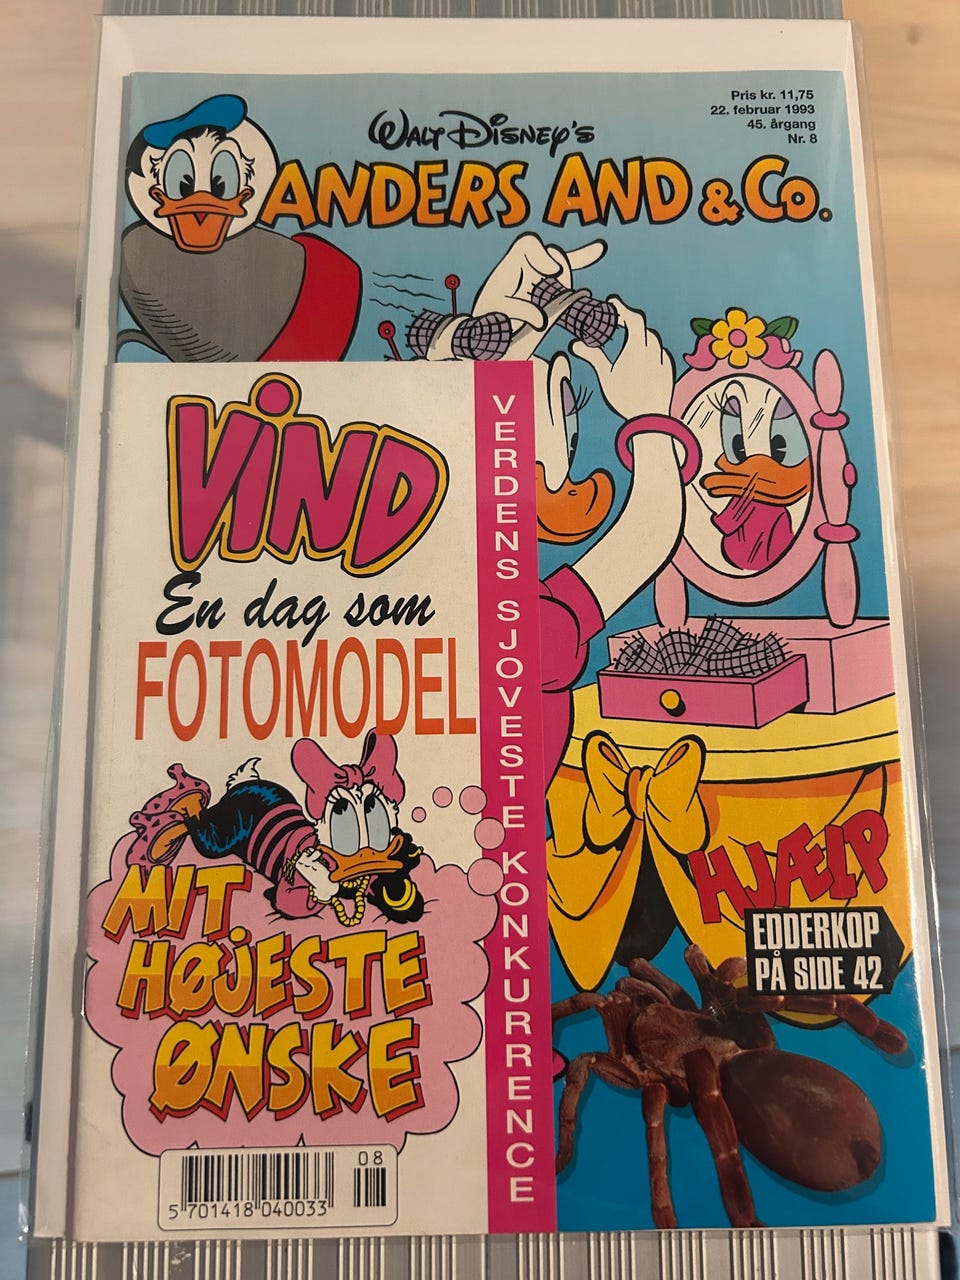 Pris kr. 11,75
22. februar 1993
45. årgang
Nr. 8
WALT DISNEY'S
ANDERS AND & Co.
ViND
En dag som
FOTOMODEL
VERDENS SJOVESTE KONKURRENCE
MIT
HØJESTE
ØNSKE
HJÆLP
EDDERKOP
PÅ SIDE 42
08
5 701418 040033